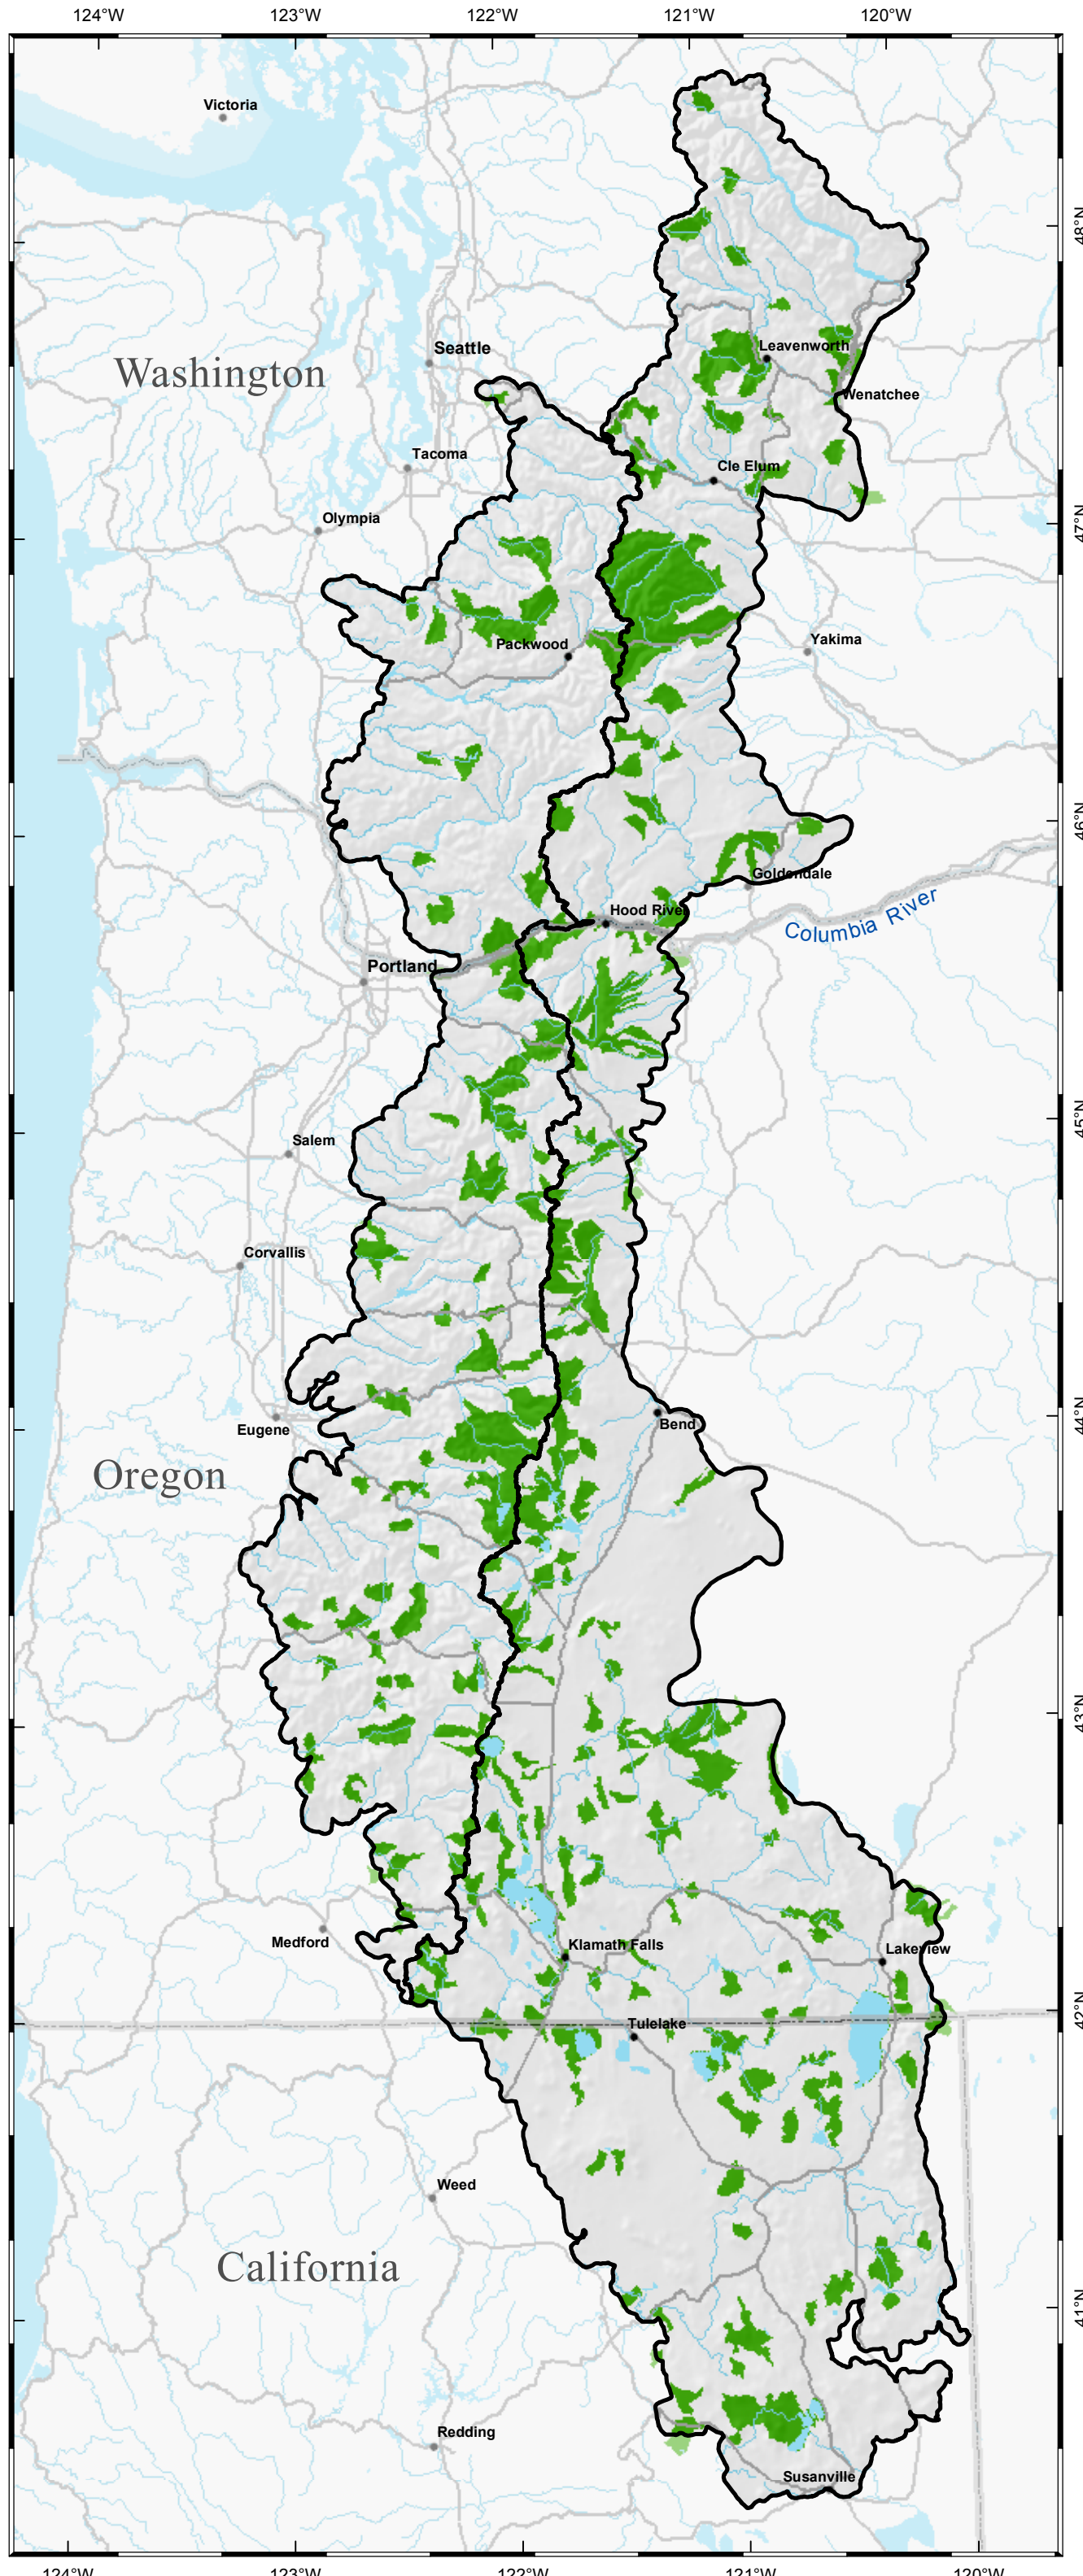 124°W 123°W 122°W 121°W 120°W
Victoria
48°N
Leavenworth
Seattle
Washington
Wenatchee
Tacoma
Cle Elum
Olympia
47°N
Yakima
Packwood
46°N
Goldendale
Hood River
Columbia River
Portland
45°N
Salem
Corvallis
44°N
Bend
Eugene
Oregon
43°N
Medford
Klamath Falls
Lakeview
42°N
Tulelake
Weed
California
41°N
Redding
Susanville
124°W 123°W 122°W 121°W 120°W